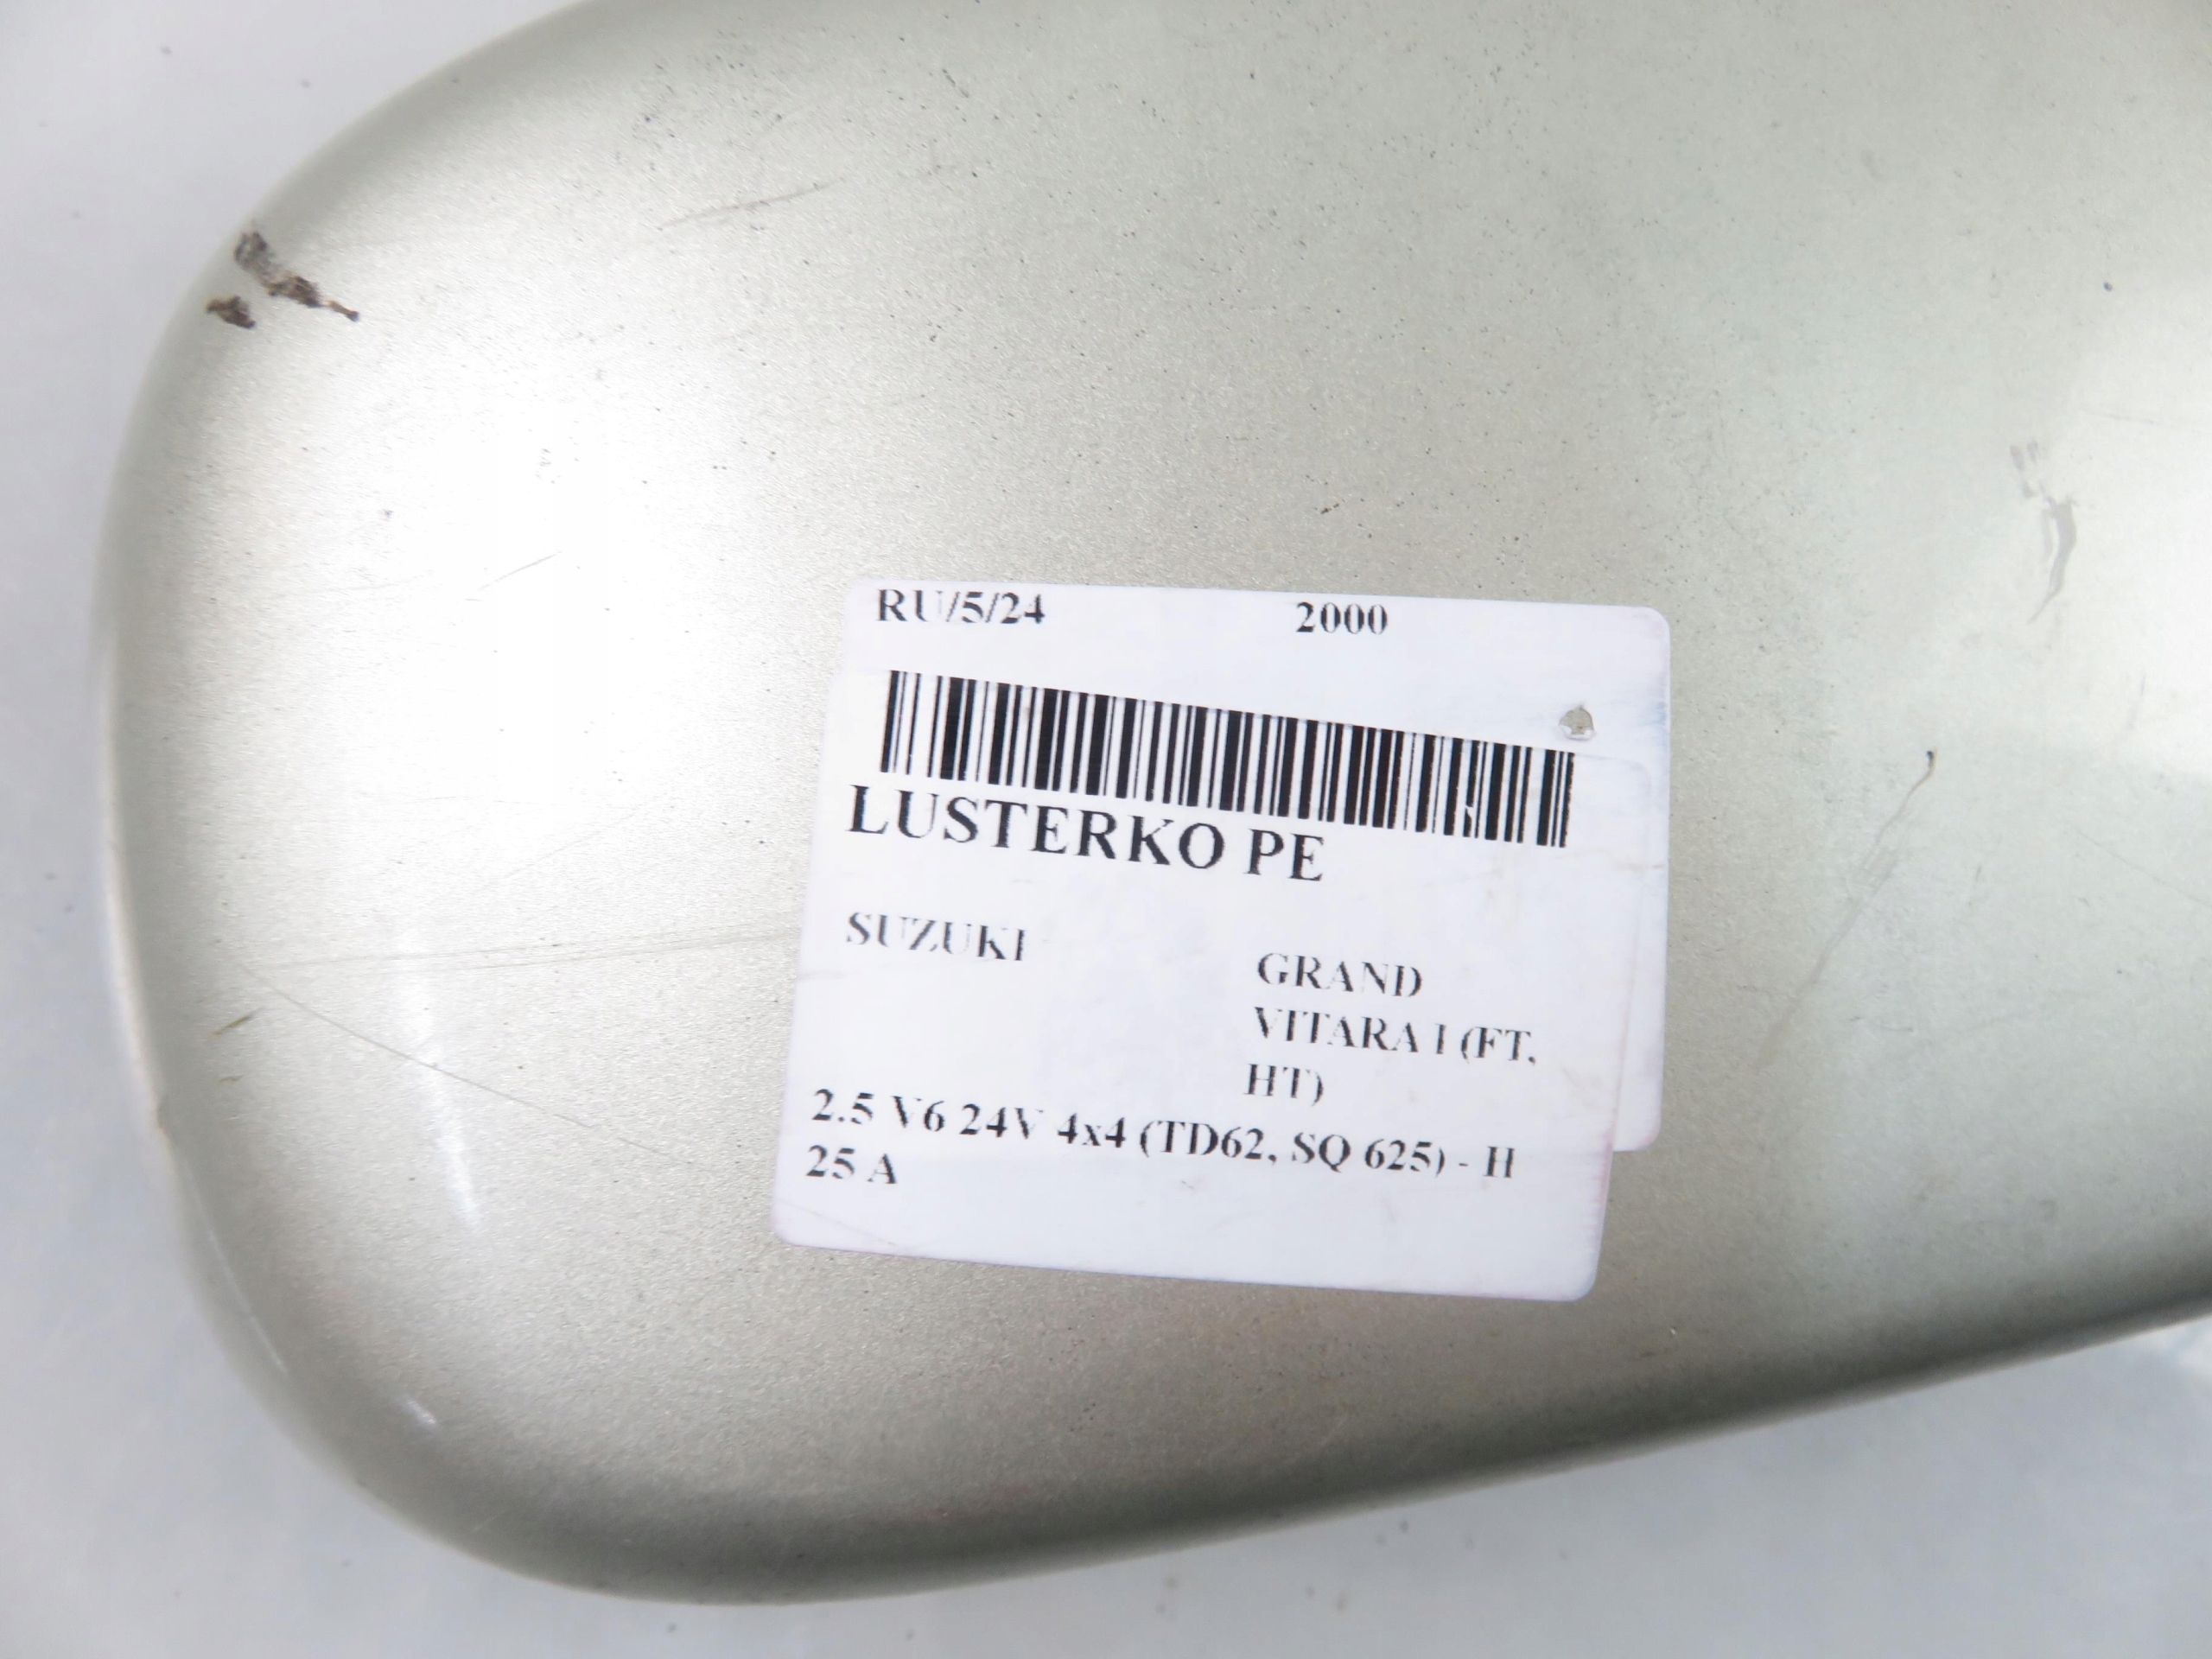 RU/5/24 2000
LUSTERKO PE
SUZUKI
GRAND
VITARA I (FT,
HT)
2.5 V6 24V 4x4 (TD62, SQ 625) - H
25 A